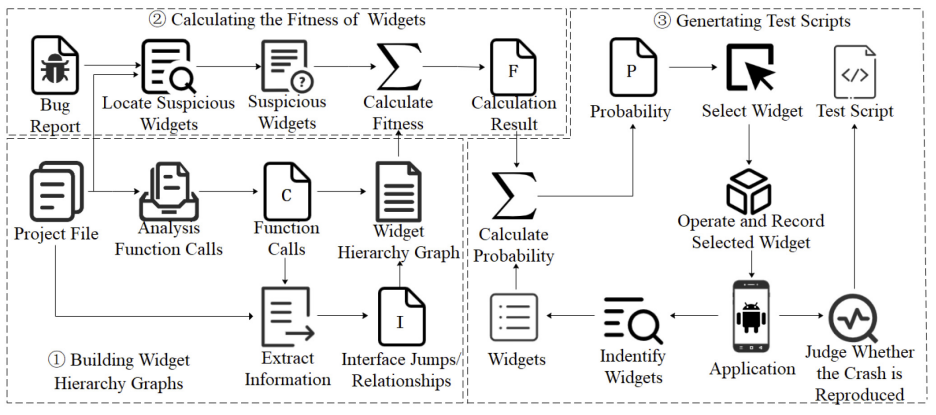 ② Calculating the Fitness of Widgets
Bug
Report
Locate Suspicious
Widgets
Suspicious
Widgets
?
Calculate
Fitness
F
Calculation
Result
③ Genertating Test Scripts
P
Probability
Select Widget
</>
Test Script
Project File
Analysis
Function Calls
C
Function
Calls
Widget
Hierarchy Graph
Extract
Information
I
Interface Jumps/
Relationships
① Building Widget
Hierarchy Graphs
Calculate
Probability
Operate and Record
Selected Widget
Widgets
Indentify
Widgets
Application
Judge Whether
the Crash is
Reproduced